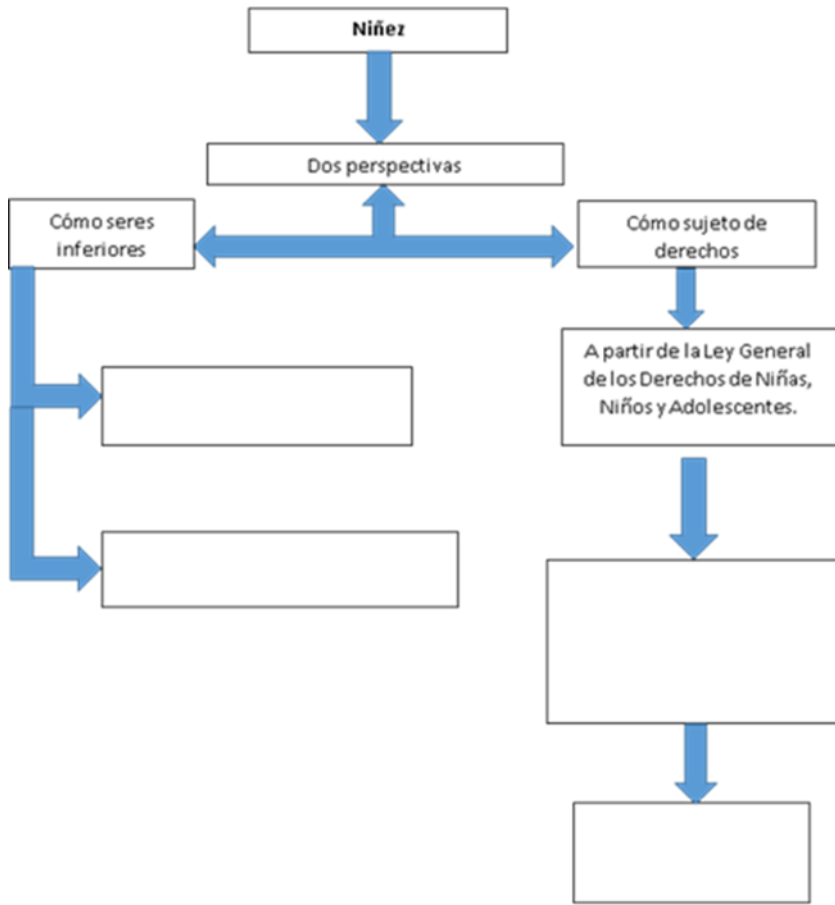 Niñez
Dos perspectivas
Cómo seres
inferiores
Cómo sujeto de
derechos
A partir de la Ley General
de los Derechos de Niñas,
Niños y Adolescentes.